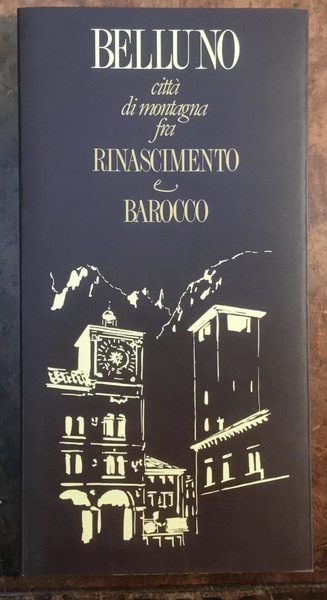 BELLUNO
città
di montagna
fra
RINASCIMENTO
e
BAROCCO